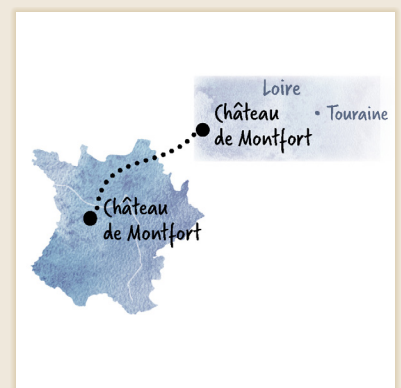 Loire
Château
de Montfort
• Touraine
Château
de Montfort